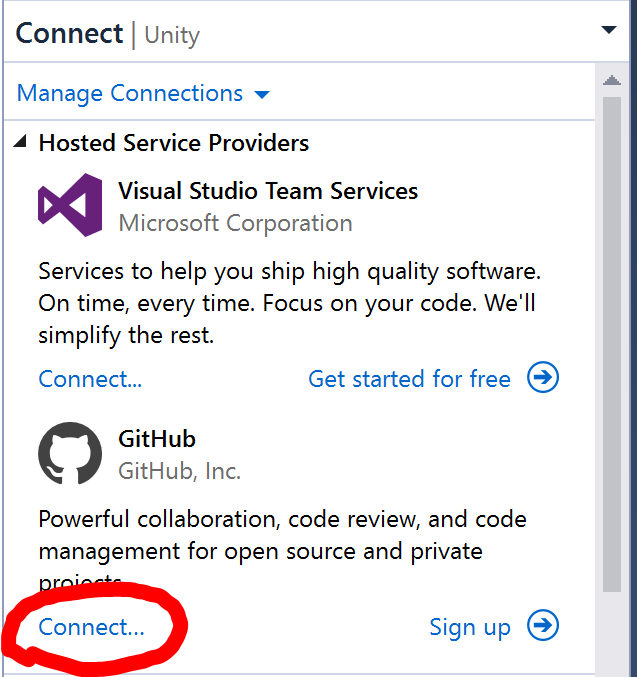 Connect | Unity
Manage Connections
Hosted Service Providers
Visual Studio Team Services
Microsoft Corporation
Services to help you ship high quality software.
On time, every time. Focus on your code. We'll
simplify the rest.
Connect... Get started for free
GitHub
GitHub, Inc.
Powerful collaboration, code review, and code
management for open source and private
projects.
Connect... Sign up